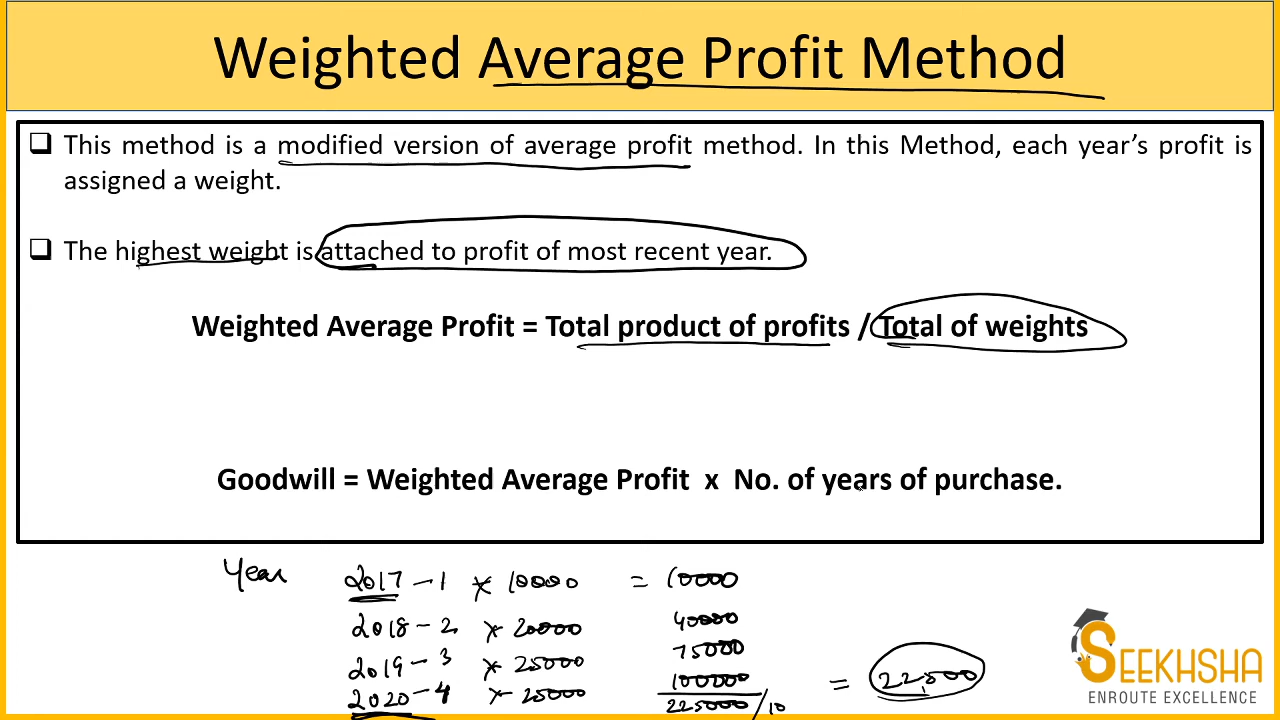 Weighted Average Profit Method
❑ This method is a modified version of average profit method. In this Method, each year’s profit is
assigned a weight.
❑ The highest weight is attached to profit of most recent year.
Weighted Average Profit = Total product of profits / Total of weights
Goodwill = Weighted Average Profit x No. of years of purchase.
Year 2017 - 1 × 10000 = 10000
2018 - 2 × 20000 40000
2019 - 3 × 25000 75000
2020 - 4 × 25000 100000
225000/10 = 22,500
SEEKHSHA
ENROUTE EXCELLENCE